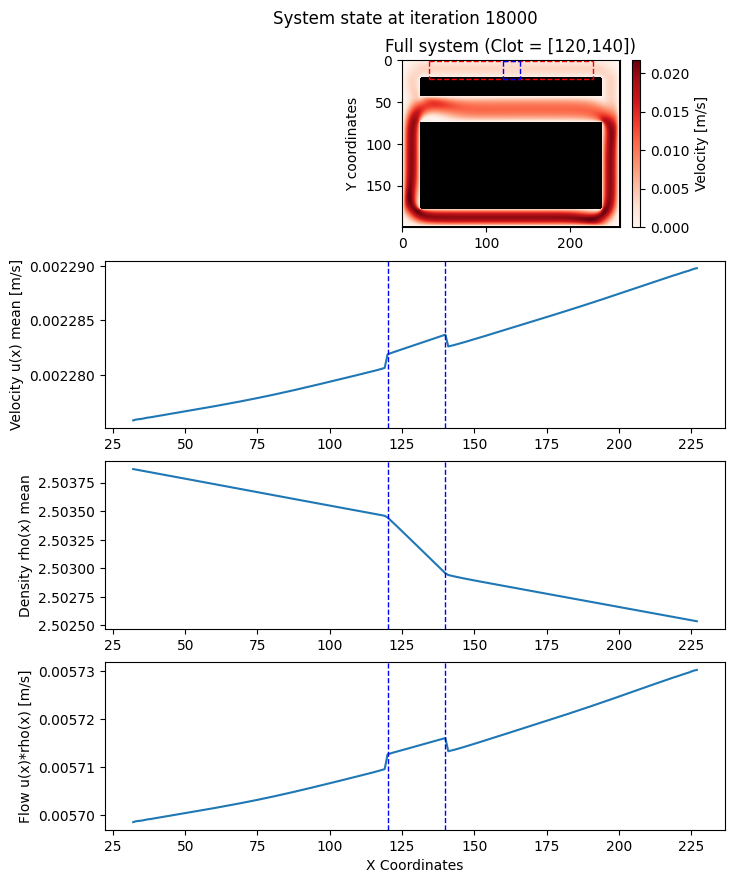 System state at iteration 18000
Full system (Clot = [120,140])
0
50
100
150
Y coordinates
0
100
200
0.020
0.015
0.010
0.005
0.000
Velocity [m/s]
0.002290
0.002285
0.002280
Velocity u(x) mean [m/s]
25 50 75 100 125 150 175 200 225
2.50375
2.50350
2.50325
2.50300
2.50275
2.50250
Density rho(x) mean
25 50 75 100 125 150 175 200 225
0.00573
0.00572
0.00571
0.00570
Flow u(x)*rho(x) [m/s]
25 50 75 100 125 150 175 200 225
X Coordinates